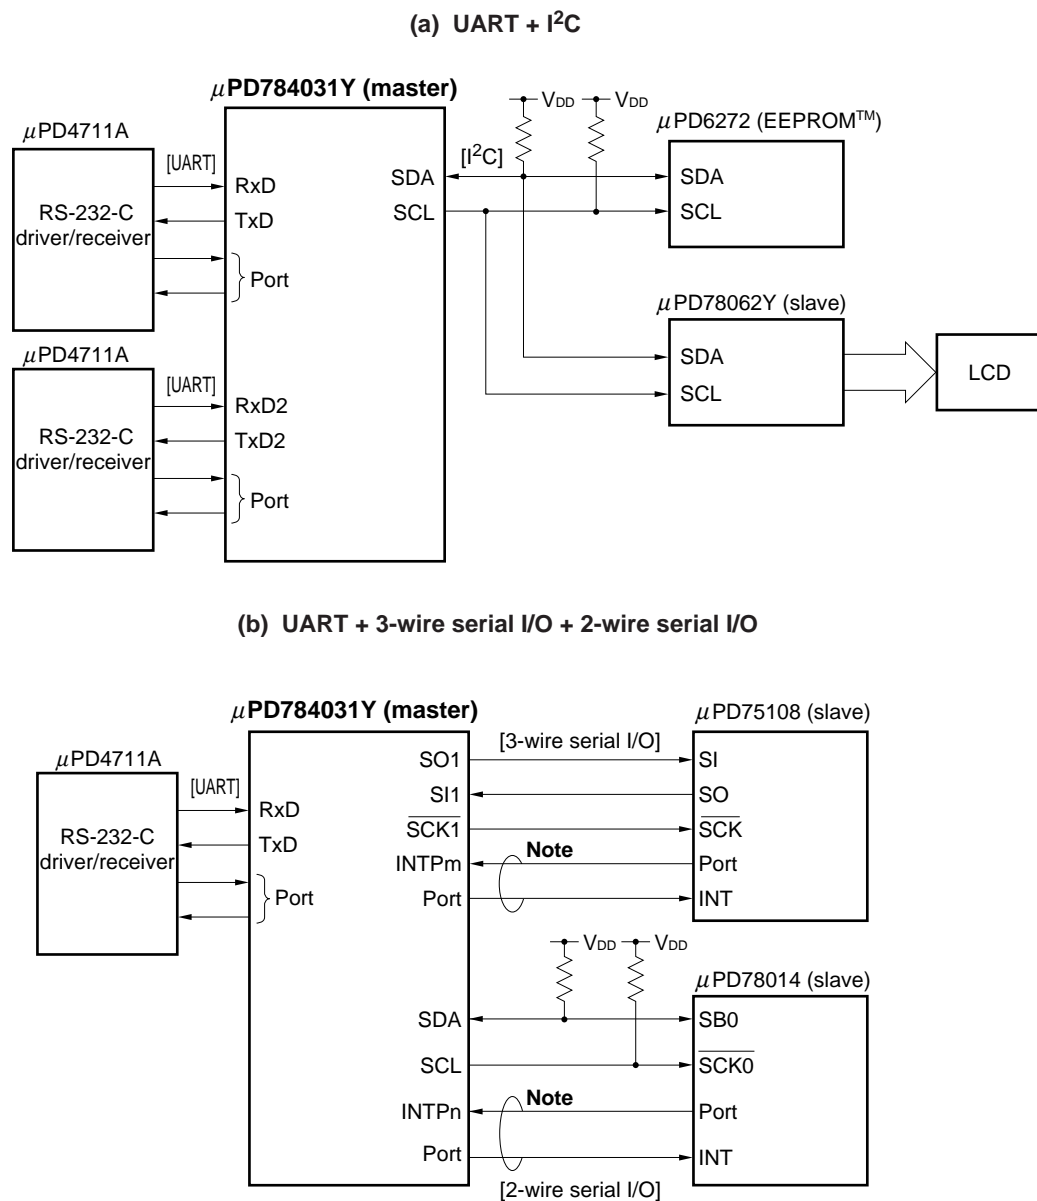 (a) UART + I²C
µPD784031Y (master)
µPD4711A
[UART]
RS-232-C
driver/receiver
RxD
TxD
Port
µPD4711A
[UART]
RS-232-C
driver/receiver
RxD2
TxD2
Port
SDA
SCL
[I²C]
VDD
VDD
µPD6272 (EEPROM™)
SDA
SCL
µPD78062Y (slave)
SDA
SCL
LCD
(b) UART + 3-wire serial I/O + 2-wire serial I/O
µPD784031Y (master)
µPD4711A
[UART]
RS-232-C
driver/receiver
RxD
TxD
Port
SO1
SI1
S̅C̅K̅1̅
INTPm
Port
[3-wire serial I/O]
Note
µPD75108 (slave)
SI
SO
S̅C̅K̅
Port
INT
VDD
VDD
SDA
SCL
INTPn
Port
Note
[2-wire serial I/O]
µPD78014 (slave)
SB0
S̅C̅K̅0̅
Port
INT